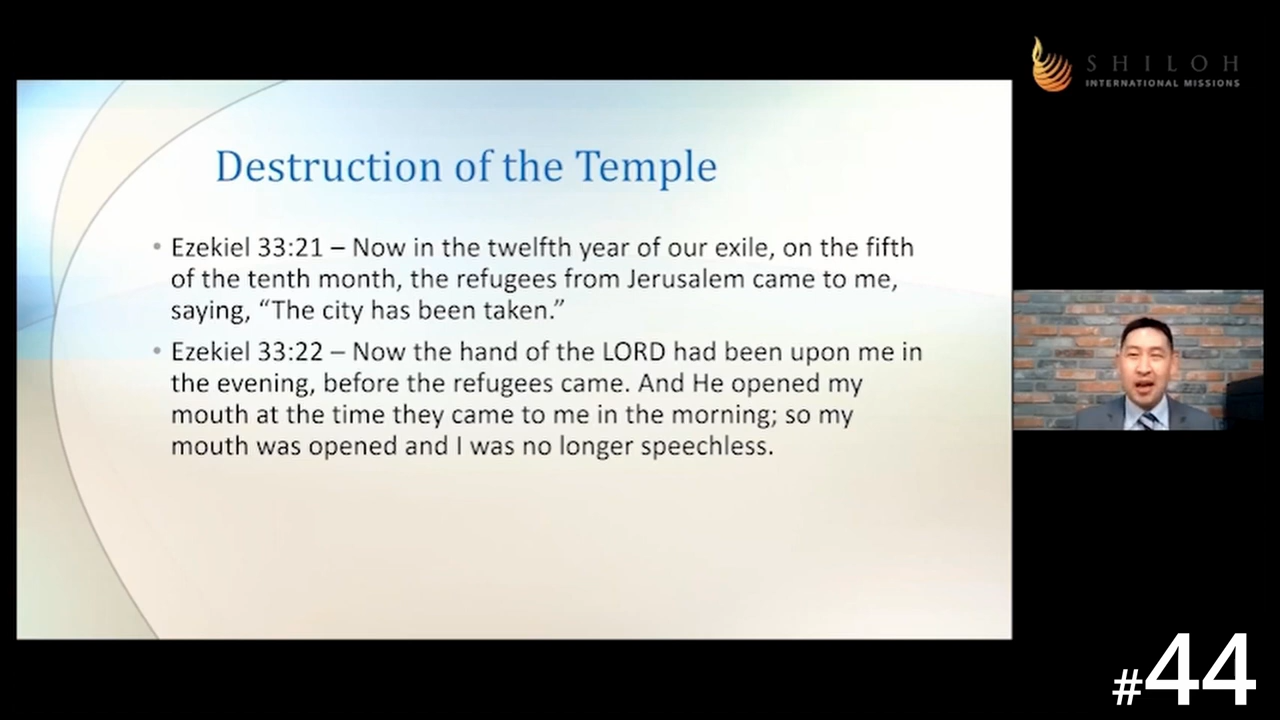 SHILOH
INTERNATIONAL MISSIONS
Destruction of the Temple
• Ezekiel 33:21 – Now in the twelfth year of our exile, on the fifth
of the tenth month, the refugees from Jerusalem came to me,
saying, “The city has been taken.”
• Ezekiel 33:22 – Now the hand of the LORD had been upon me in
the evening, before the refugees came. And He opened my
mouth at the time they came to me in the morning; so my
mouth was opened and I was no longer speechless.
#44